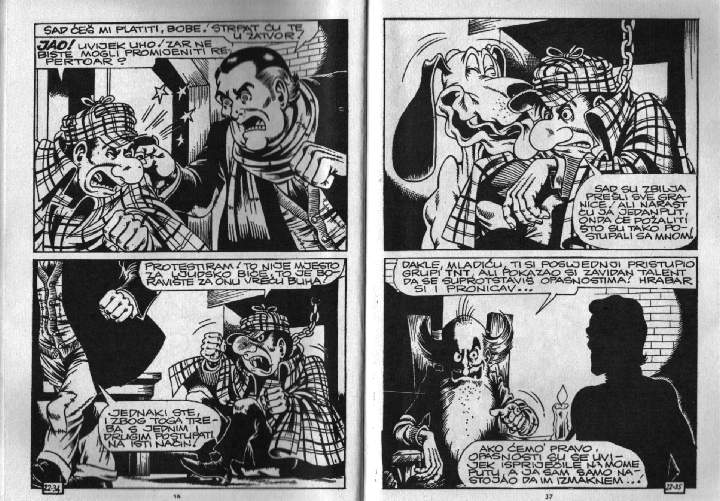 SAD ĆEŠ MI PLATITI, BOBE! STRPAT ĆU TE
U ZATVOR!
JAO! UVIJEK UHO! ZAR NE
BISTE MOGLI PROMIJENITI RE-
PERTOAR?
PROTESTIRAM! TO NIJE MJESTO
ZA LJUDSKO BIĆE, TO JE BO-
RAVIŠTE ZA ONU VREĆU BUHA!
JEDNAKI STE,
I ZBOG TOGA TRE-
BA S JEDNIM I
DRUGIM POSTUPATI
NA ISTI NAČIN!
22-34
SAD SU ZBILJA
PREŠLI SVE GRA-
NICE! ALI NARAST
ĆU JA JEDANPUT,
ONDA ĆE POŽALITI
ŠTO SU TAKO PO-
STUPALI SA MNOM!
DAKLE, MLADIĆU, TI SI POSLJEDNJI PRISTUPIO
GRUPI TNT, ALI POKAZAO SI ZAVIDAN TALENT
DA SE SUPROTSTAVIŠ OPASNOSTIMA! HRABAR
SI I PRONICAV...
AKO ĆEMO PRAVO,
OPASNOSTI SU SE UVI-
JEK ISPRIJEČILE NA MOME
PUTU, A JA SAM SAMO NA-
STOJAO DA IM IZMAKNEM...
22-35
37